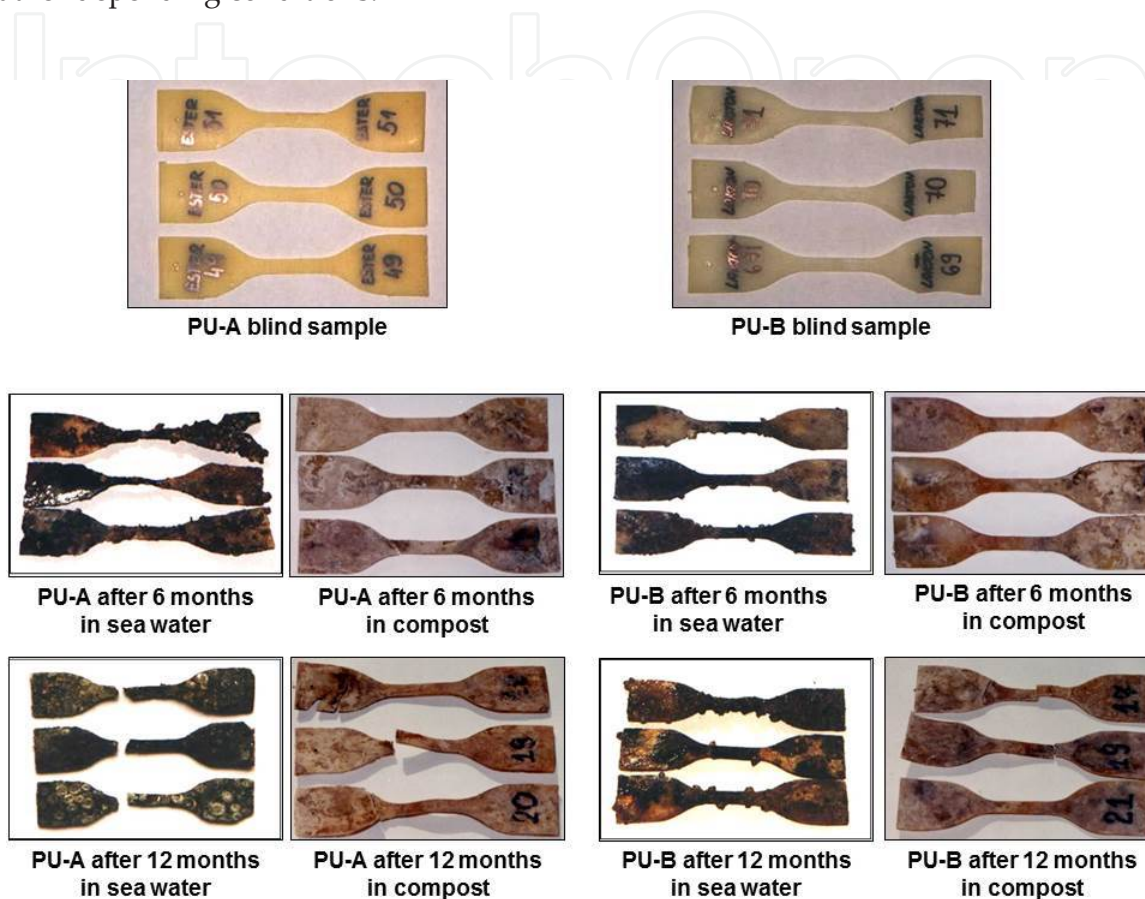 IntechOpen
ESTER 51 ESTER 51
ESTER 50 ESTER 50
ESTER 49 ESTER 49
71
70
69
PU-A blind sample
PU-B blind sample
PU-A after 6 months
in sea water
PU-A after 6 months
in compost
PU-B after 6 months
in sea water
PU-B after 6 months
in compost
19
20
17
19
21
PU-A after 12 months
in sea water
PU-A after 12 months
in compost
PU-B after 12 months
in sea water
PU-B after 12 months
in compost